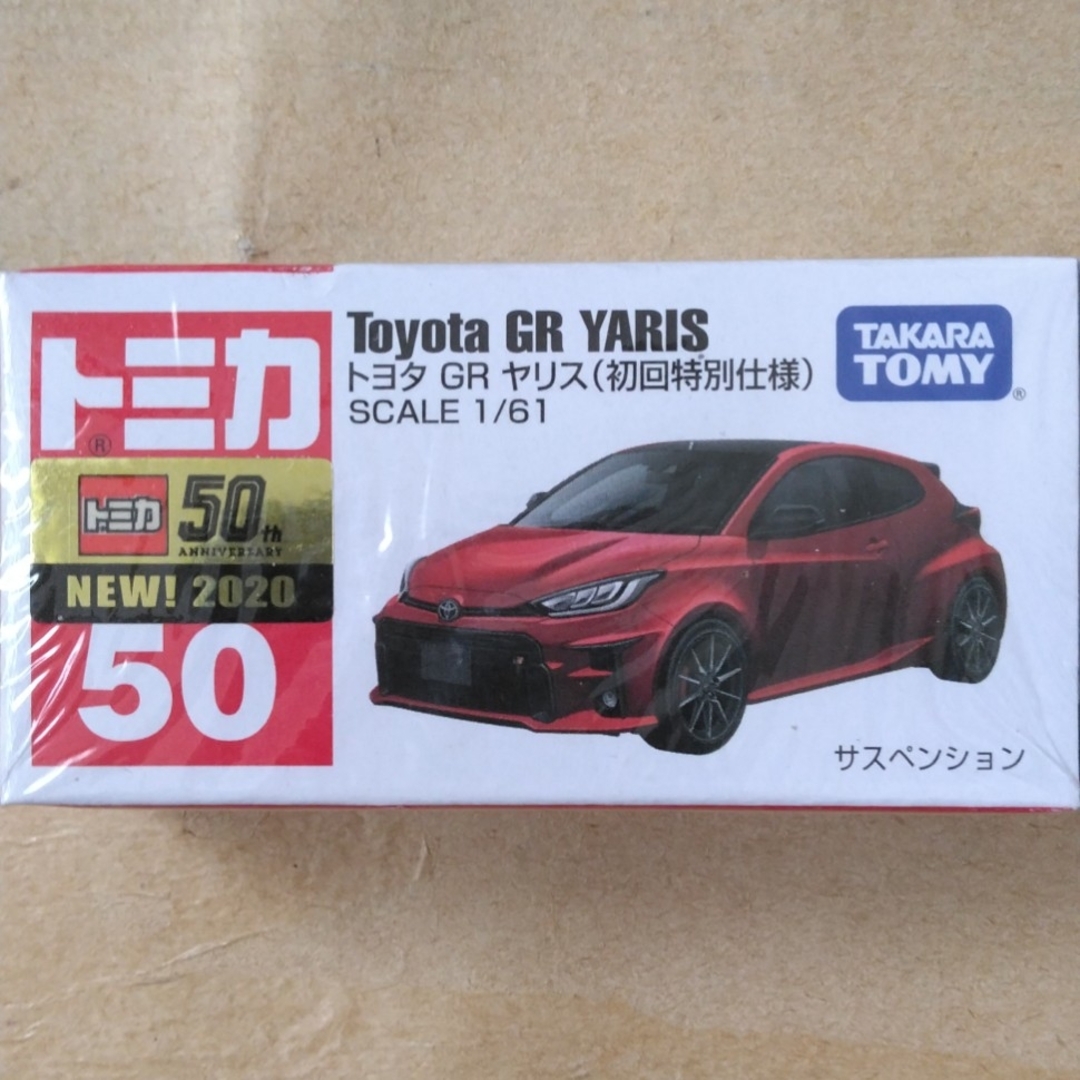 Toyota GR YARIS
トヨタ GR ヤリス(初回特別仕様)
SCALE 1/61
TAKARA
TOMY
®
トミカ
®
トミカ
50th
ANNIVERSARY
NEW! 2020
50
サスペンション